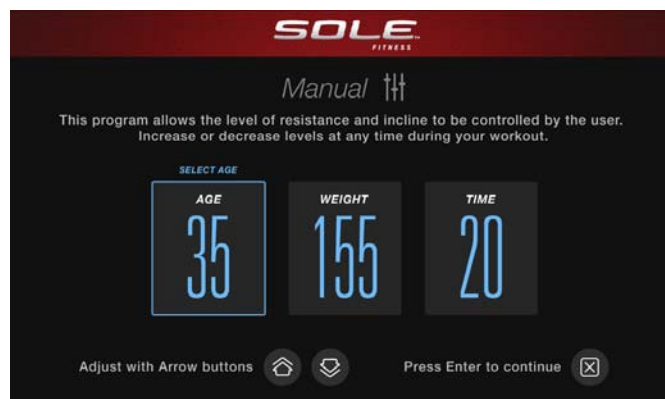 SOLE
FITNESS
Manual
This program allows the level of resistance and incline to be controlled by the user.
Increase or decrease levels at any time during your workout.
SELECT AGE
AGE WEIGHT TIME
35 155 20
Adjust with Arrow buttons Press Enter to continue